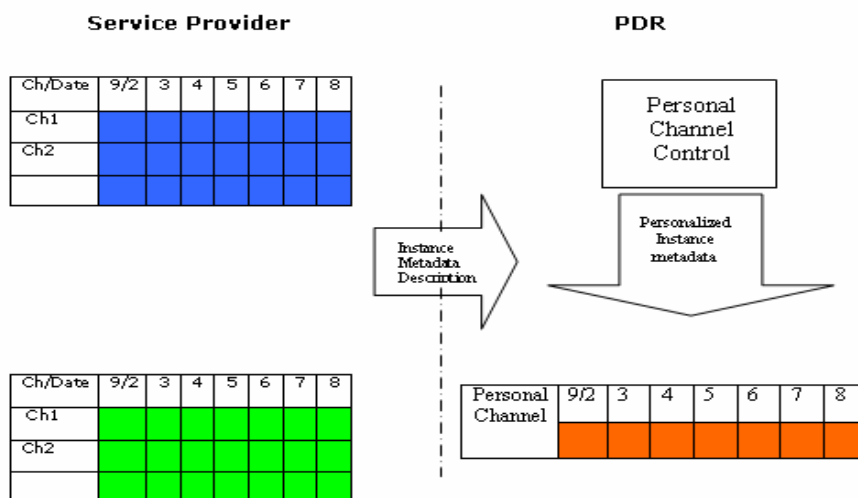 Service Provider
PDR
Ch/Date 9/2 3 4 5 6 7 8
Ch1
Ch2
Personal
Channel
Control
Instance
Metadata
Description
Personalized
Instance
metadata
Ch/Date 9/2 3 4 5 6 7 8
Ch1
Ch2
Personal 9/2 3 4 5 6 7 8
Channel